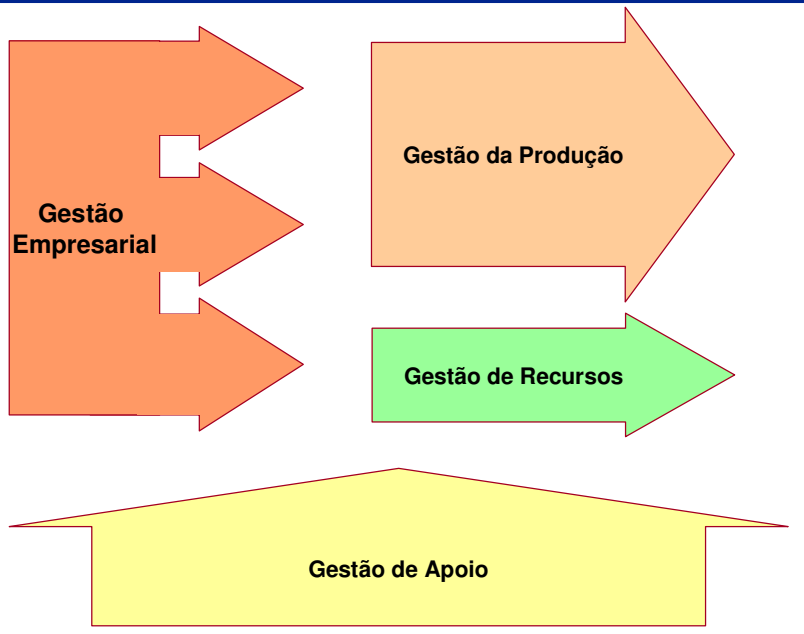 Gestão da Produção
Gestão
Empresarial
Gestão de Recursos
Gestão de Apoio